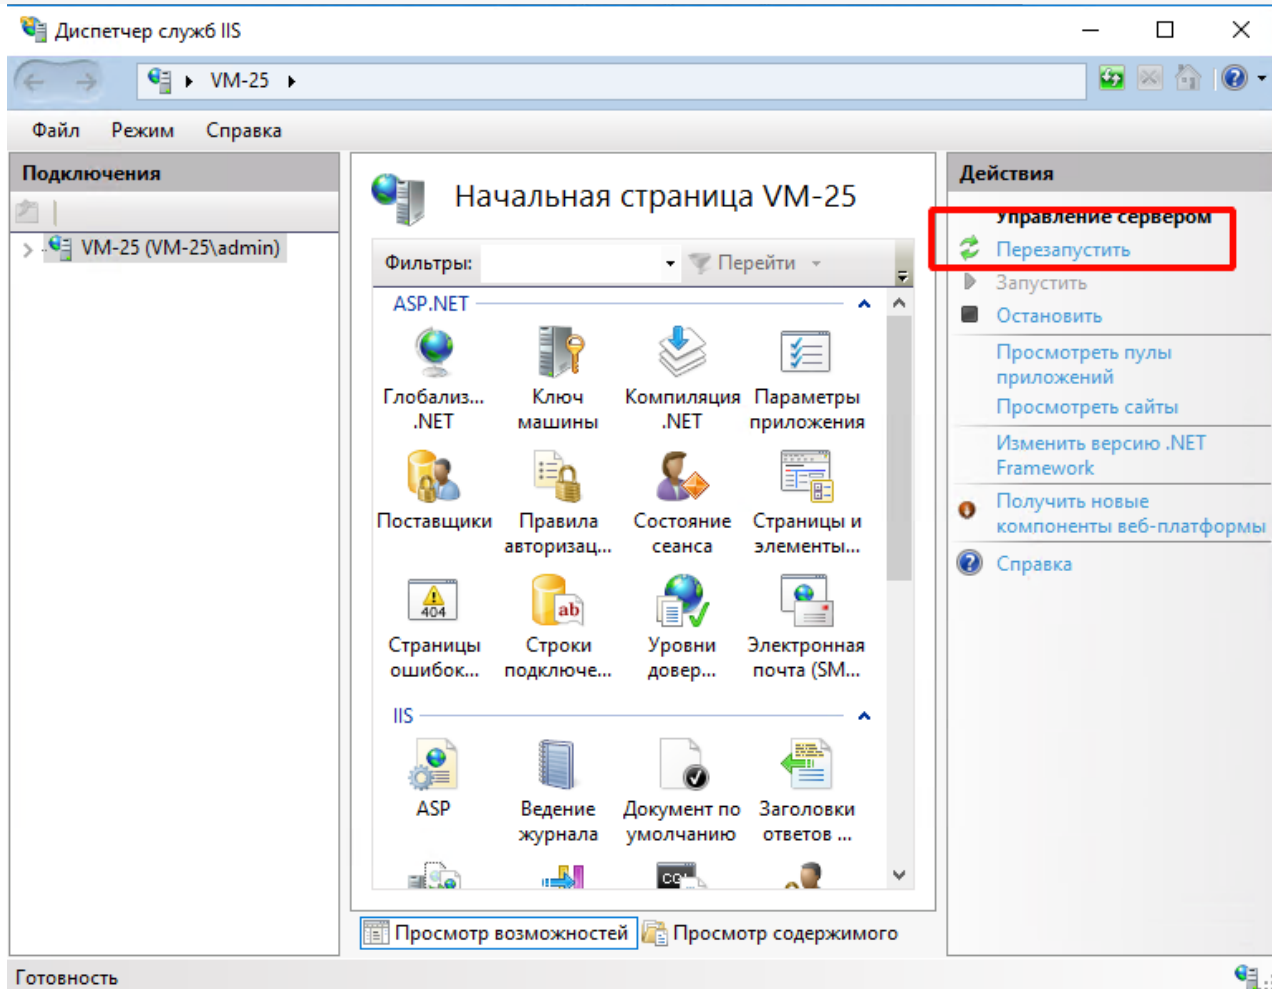 Диспетчер служб IIS
VM-25
Файл Режим Справка
Подключения
VM-25 (VM-25\admin)
Начальная страница VM-25
Фильтры: Перейти
ASP.NET
Глобализ... .NET
Ключ машины
Компиляция .NET
Параметры приложения
Поставщики
Правила авторизац...
Состояние сеанса
Страницы и элементы...
404
ab
Страницы ошибок...
Строки подключе...
Уровни довер...
Электронная почта (SM...
IIS
ASP
Ведение журнала
Документ по умолчанию
Заголовки ответов ...
Просмотр возможностей Просмотр содержимого
Действия
Управление сервером
Перезапустить
Запустить
Остановить
Просмотреть пулы
приложений
Просмотреть сайты
Изменить версию .NET
Framework
Получить новые
компоненты веб-платформы
Справка
Готовность